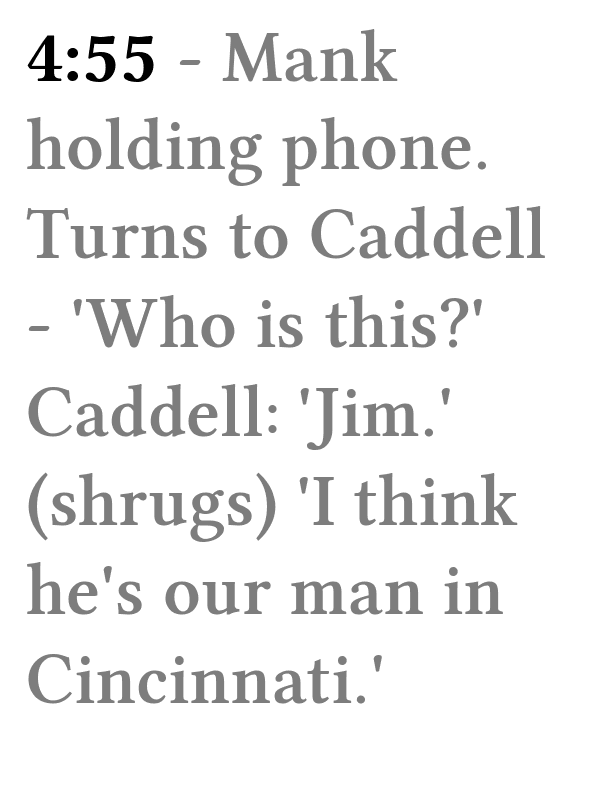 4:55 - Mank
holding phone.
Turns to Caddell
- 'Who is this?'
Caddell: 'Jim.'
(shrugs) 'I think
he's our man in
Cincinnati.'